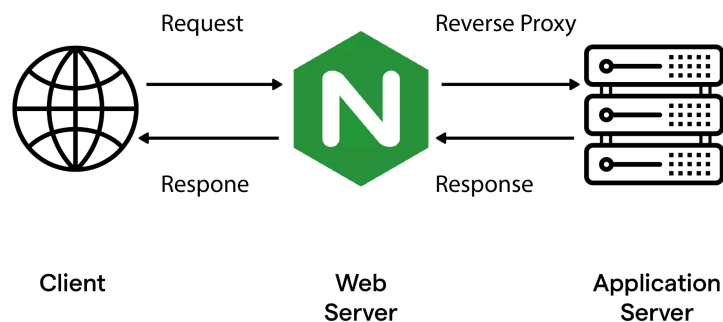 Request
Reverse Proxy
N
Respone
Response
Client
Web
Server
Application
Server